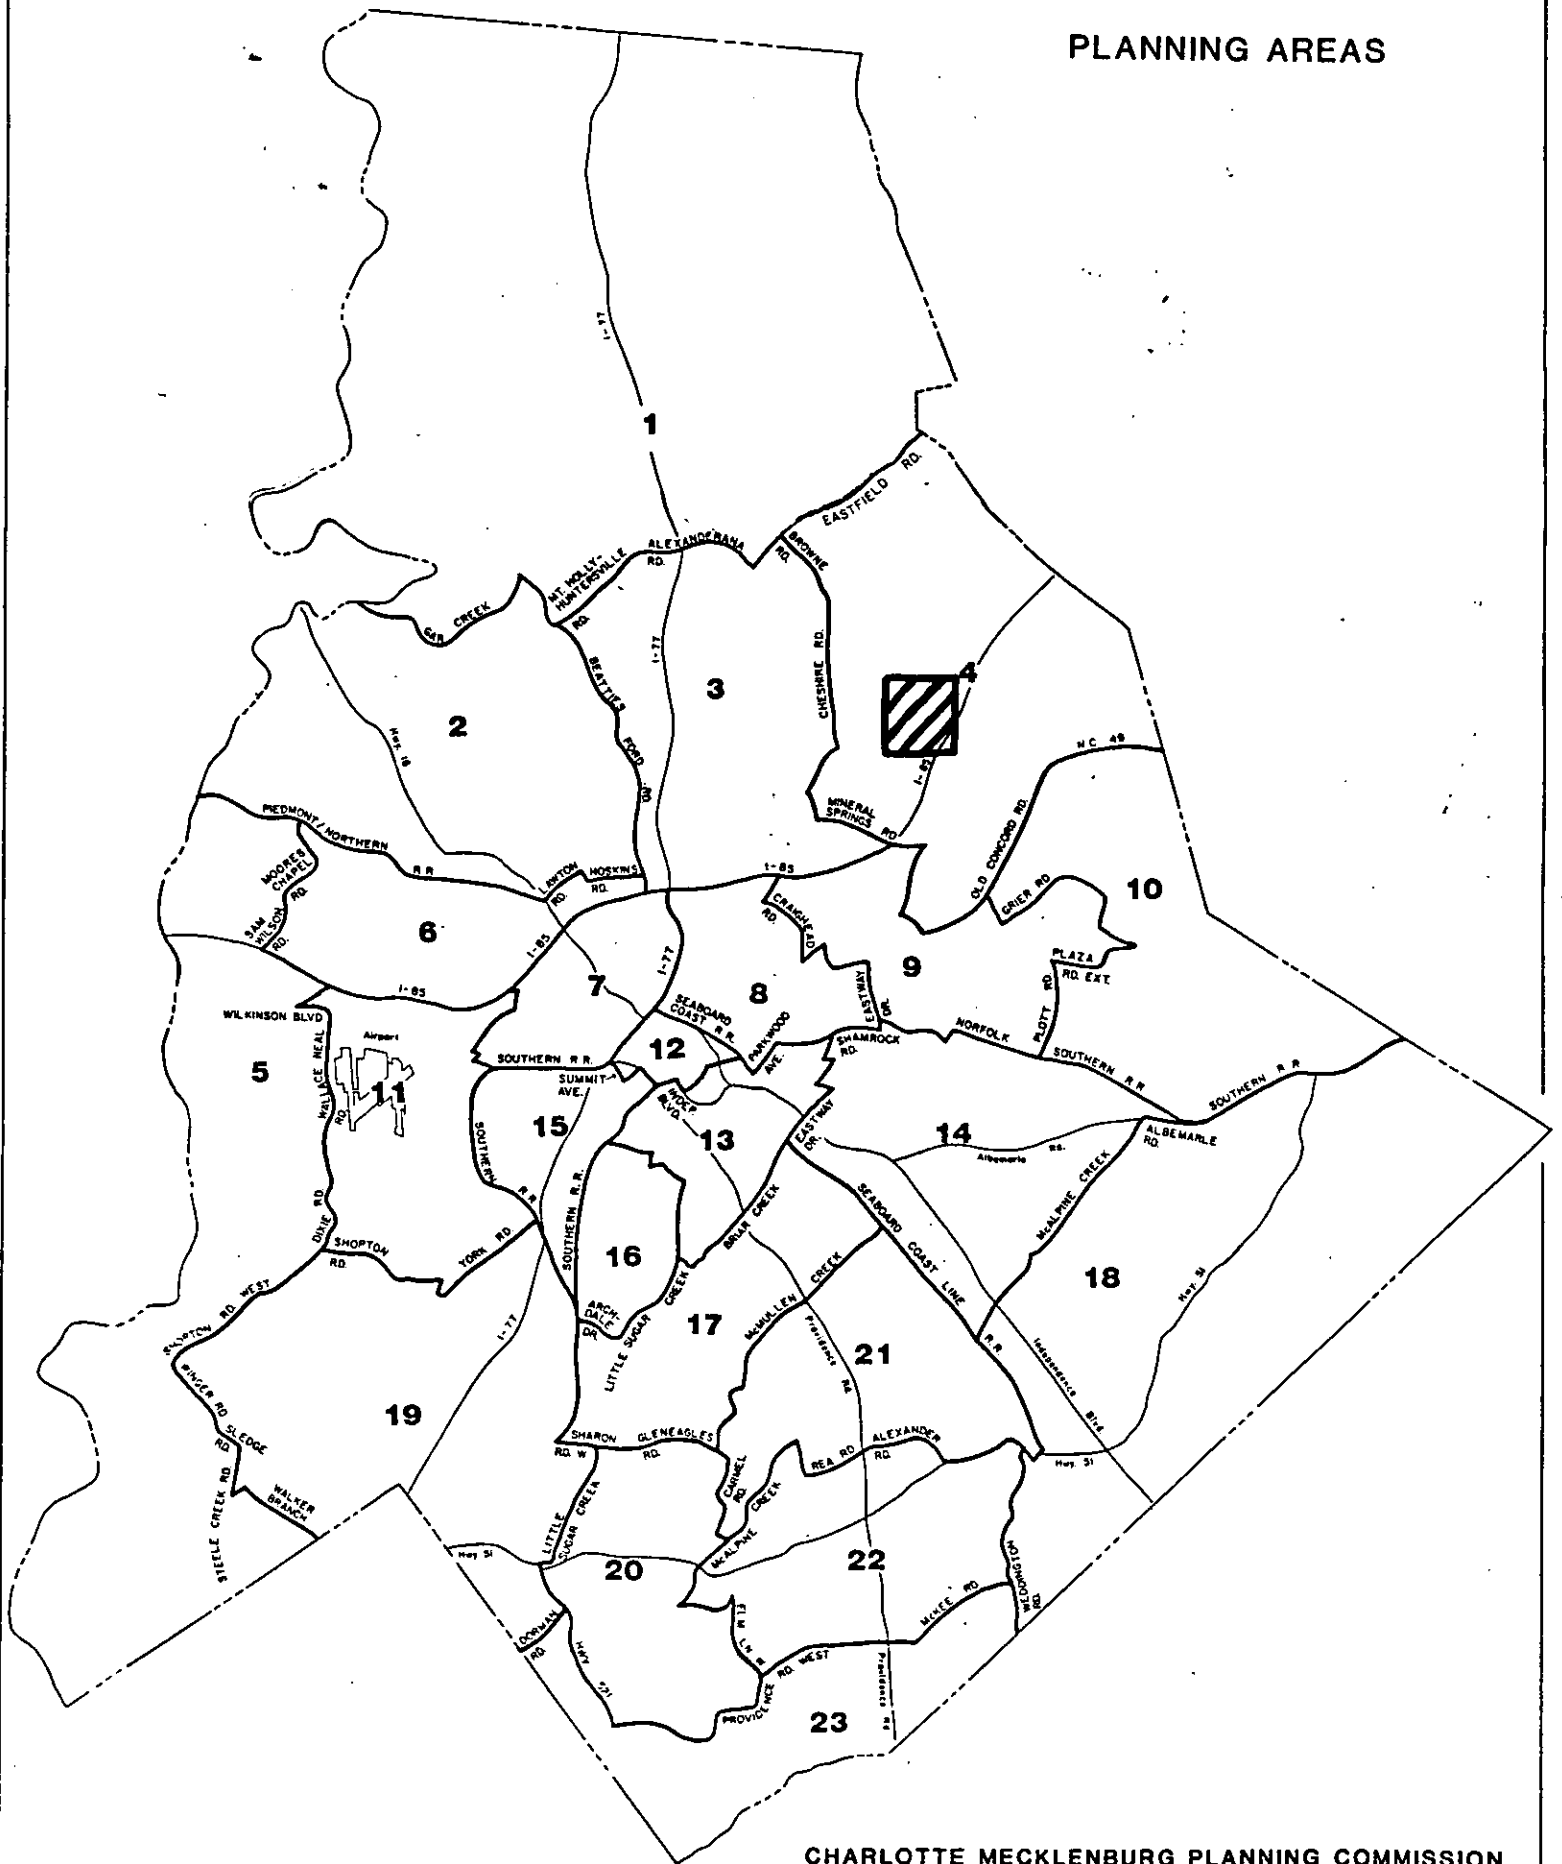 PLANNING AREAS
I-77
1
EASTFIELD RD.
ALEXANDERANA RD.
BROWNE RD.
MT. HOLLY-HUNTERSVILLE RD.
GAR CREEK
I-77
CHESHIRE RD.
BEATTIES FORD RD.
3
4
2
Hwy. 16
N.C. 49
I-85
MINERAL SPRINGS RD
PIEDMONT/NORTHERN R R
MOORES CHAPEL RD.
LAWTON RD.
HOSKINS RD.
I-85
OLD CONCORD RD.
GRIER RD
10
CRAIGHEAD RD.
SAM WILSON RD.
6
I-85
I-77
9
PLAZA RD. EXT.
7
8
EASTWAY DR.
PLOTT RD.
I-85
WILKINSON BLVD
SEABOARD COAST R R.
PARKWOOD AVE.
SHAMROCK RD.
NORFOLK SOUTHERN R R
Airport
12
SOUTHERN R.R.
5
WALLACE NEAL RD.
11
SUMMIT AVE.
INDEP. BLVD.
SOUTHERN R R
15
13
EASTWAY DR.
14
ALBEMARLE RD.
Albemarle Rd.
SOUTHERN R R
McALPINE CREEK
SOUTHERN R.R.
BRIAR CREEK
SEABOARD COAST LINE R.R.
DIXIE RD
SHOPTON RD.
YORK RD.
16
McMULLEN CREEK
18
Hwy. 51
SHOPTON RD. WEST
ARCHDALE DR.
LITTLE SUGAR CREEK
17
Providence Rd.
21
I-77
Independence Blvd.
SLEDGE RD.
19
SHARON RD. W
GLENEAGLES RD.
REA RD
ALEXANDER RD.
CARMEL RD.
Hwy. 51
STEELE CREEK RD
WALKER BRANCH
LITTLE SUGAR CREEK
McALPINE CREEK
Hwy 51
20
22
WEDDINGTON RD.
DORMAN RD.
ELM LN
McKEE RD
PROVIDENCE RD. WEST
Providence Rd
23
CHARLOTTE MECKLENBURG PLANNING COMMISSION